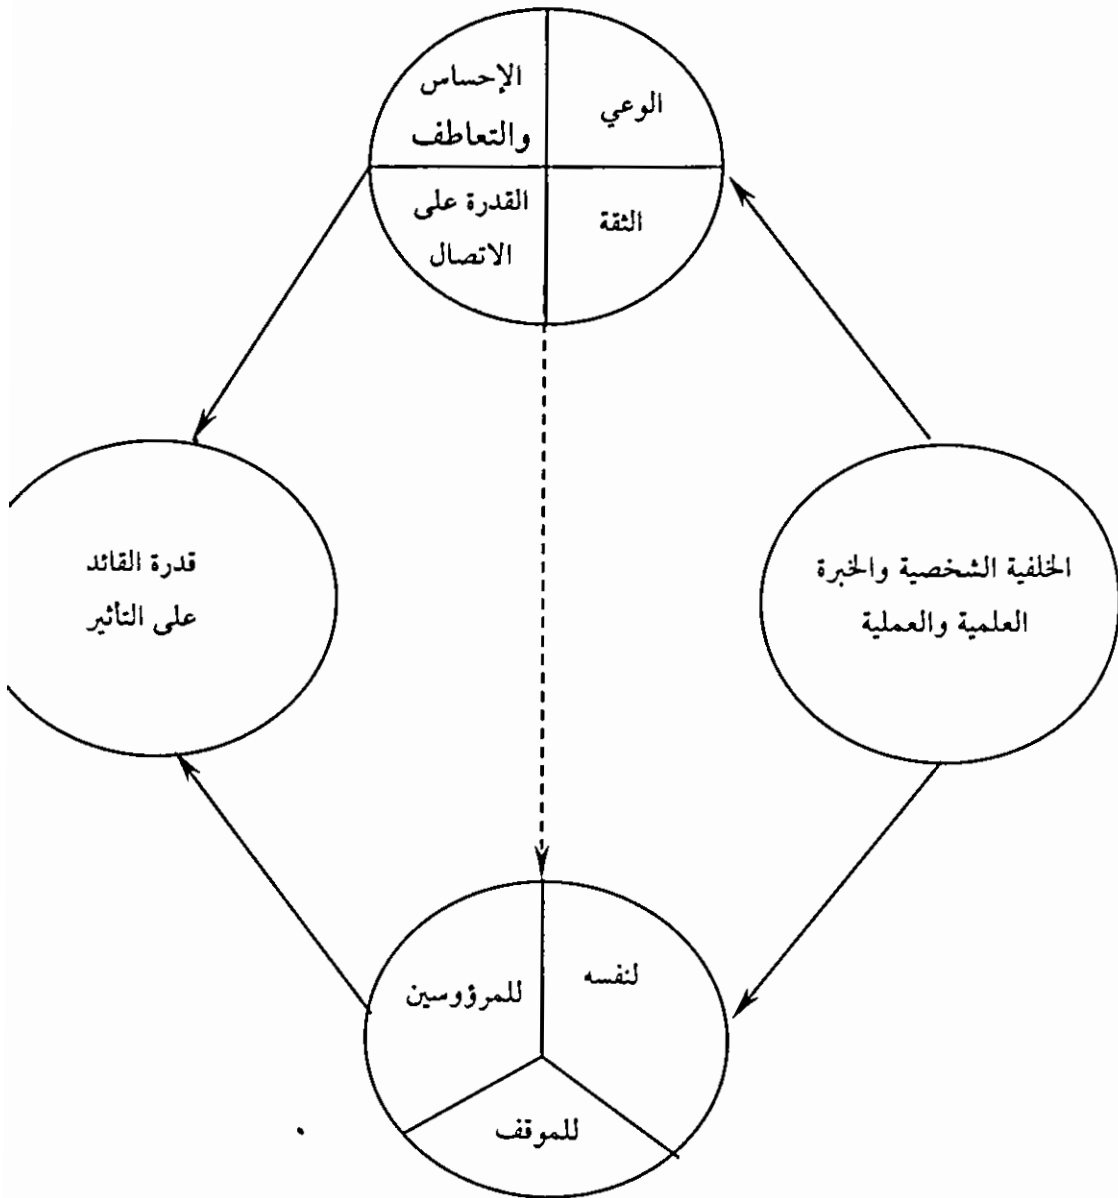 الوعي
الإحساس
والتعاطف
الثقة
القدرة على
الاتصال
الخلفية الشخصية والخبرة
العلمية والعملية
قدرة القائد
على التأثير
لنفسه
للمرؤوسين
للموقف